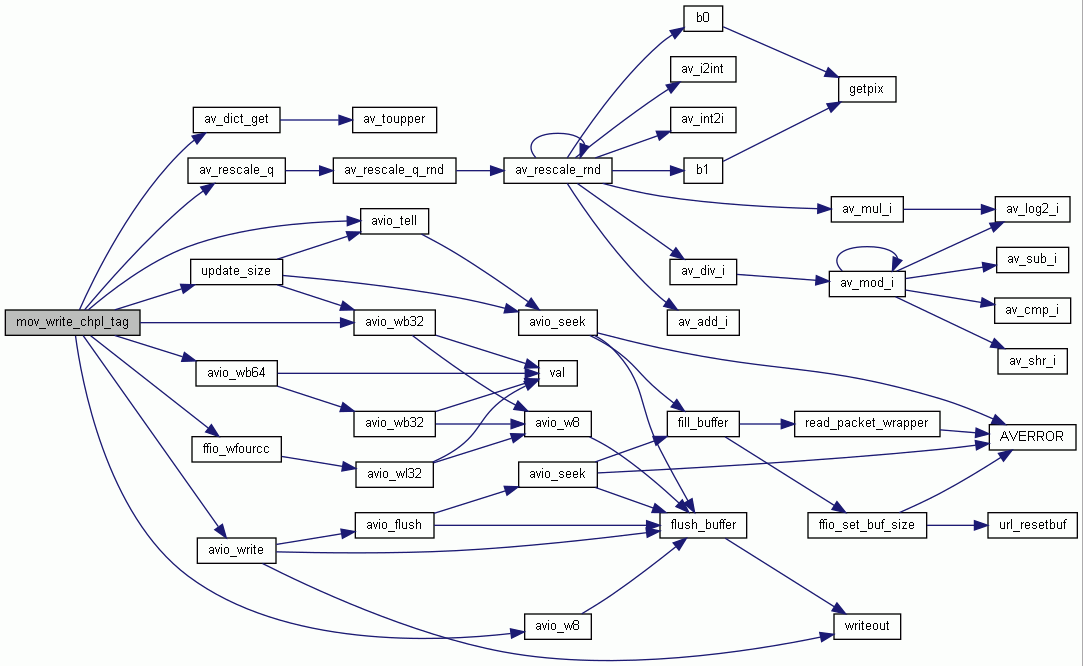 b0
av_i2int
getpix
av_dict_get
av_toupper
av_int2i
av_rescale_q
av_rescale_q_rnd
av_rescale_rnd
b1
avio_tell
av_mul_i
av_log2_i
update_size
av_div_i
av_mod_i
av_sub_i
mov_write_chpl_tag
avio_wb32
avio_seek
av_add_i
av_cmp_i
avio_wb64
val
av_shr_i
avio_wb32
avio_w8
fill_buffer
read_packet_wrapper
AVERROR
ffio_wfourcc
avio_wl32
avio_seek
avio_flush
flush_buffer
ffio_set_buf_size
url_resetbuf
avio_write
avio_w8
writeout